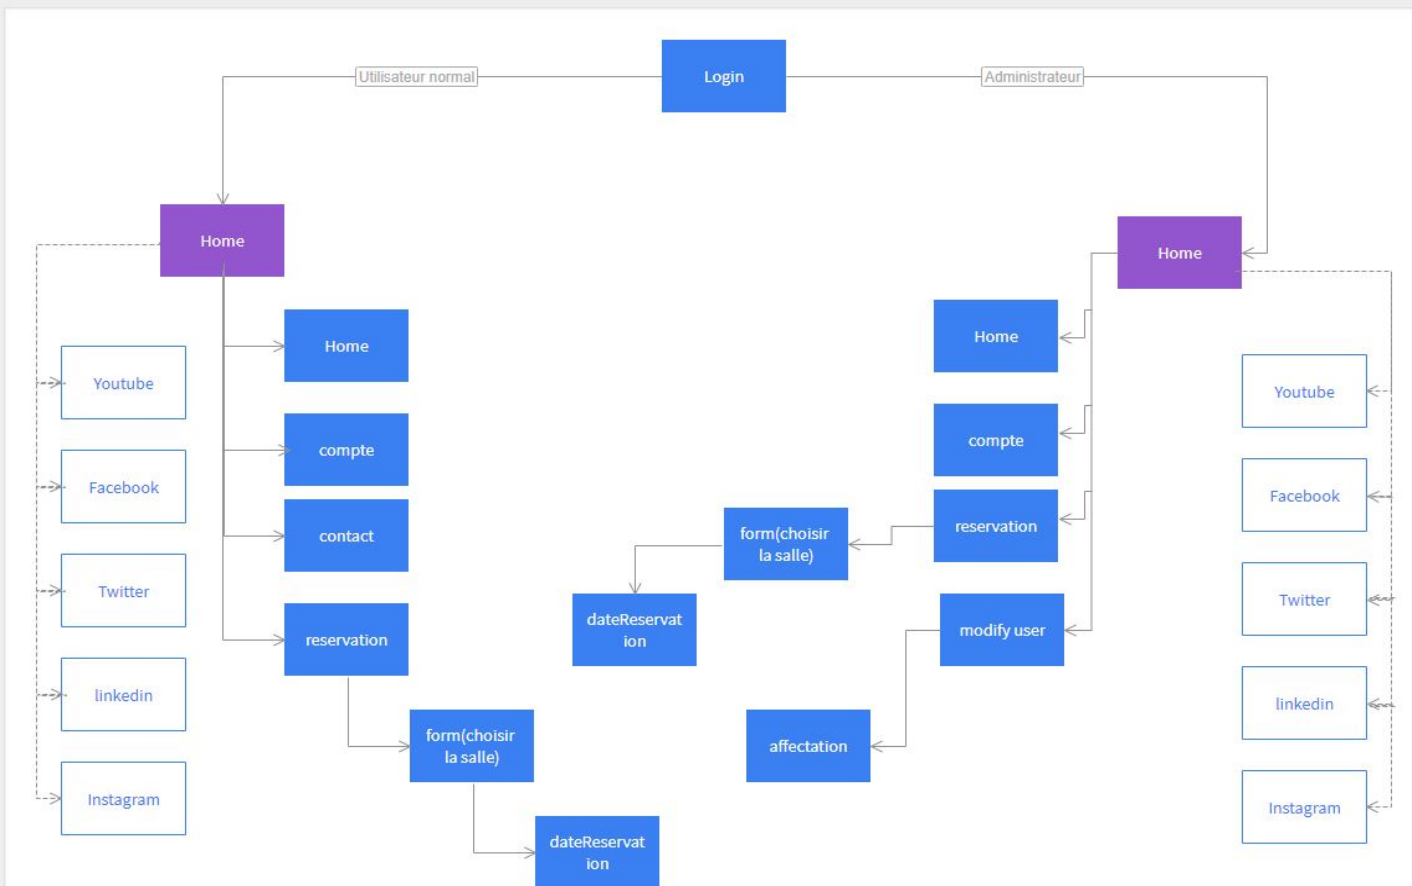 Login
Utilisateur normal
Administrateur
Home
Home
Home
Youtube
compte
Facebook
contact
Twitter
reservation
linkedin
form(choisir
la salle)
Instagram
dateReservat
ion
Home
Youtube
compte
Facebook
reservation
form(choisir
la salle)
dateReservat
ion
Twitter
modify user
linkedin
affectation
Instagram